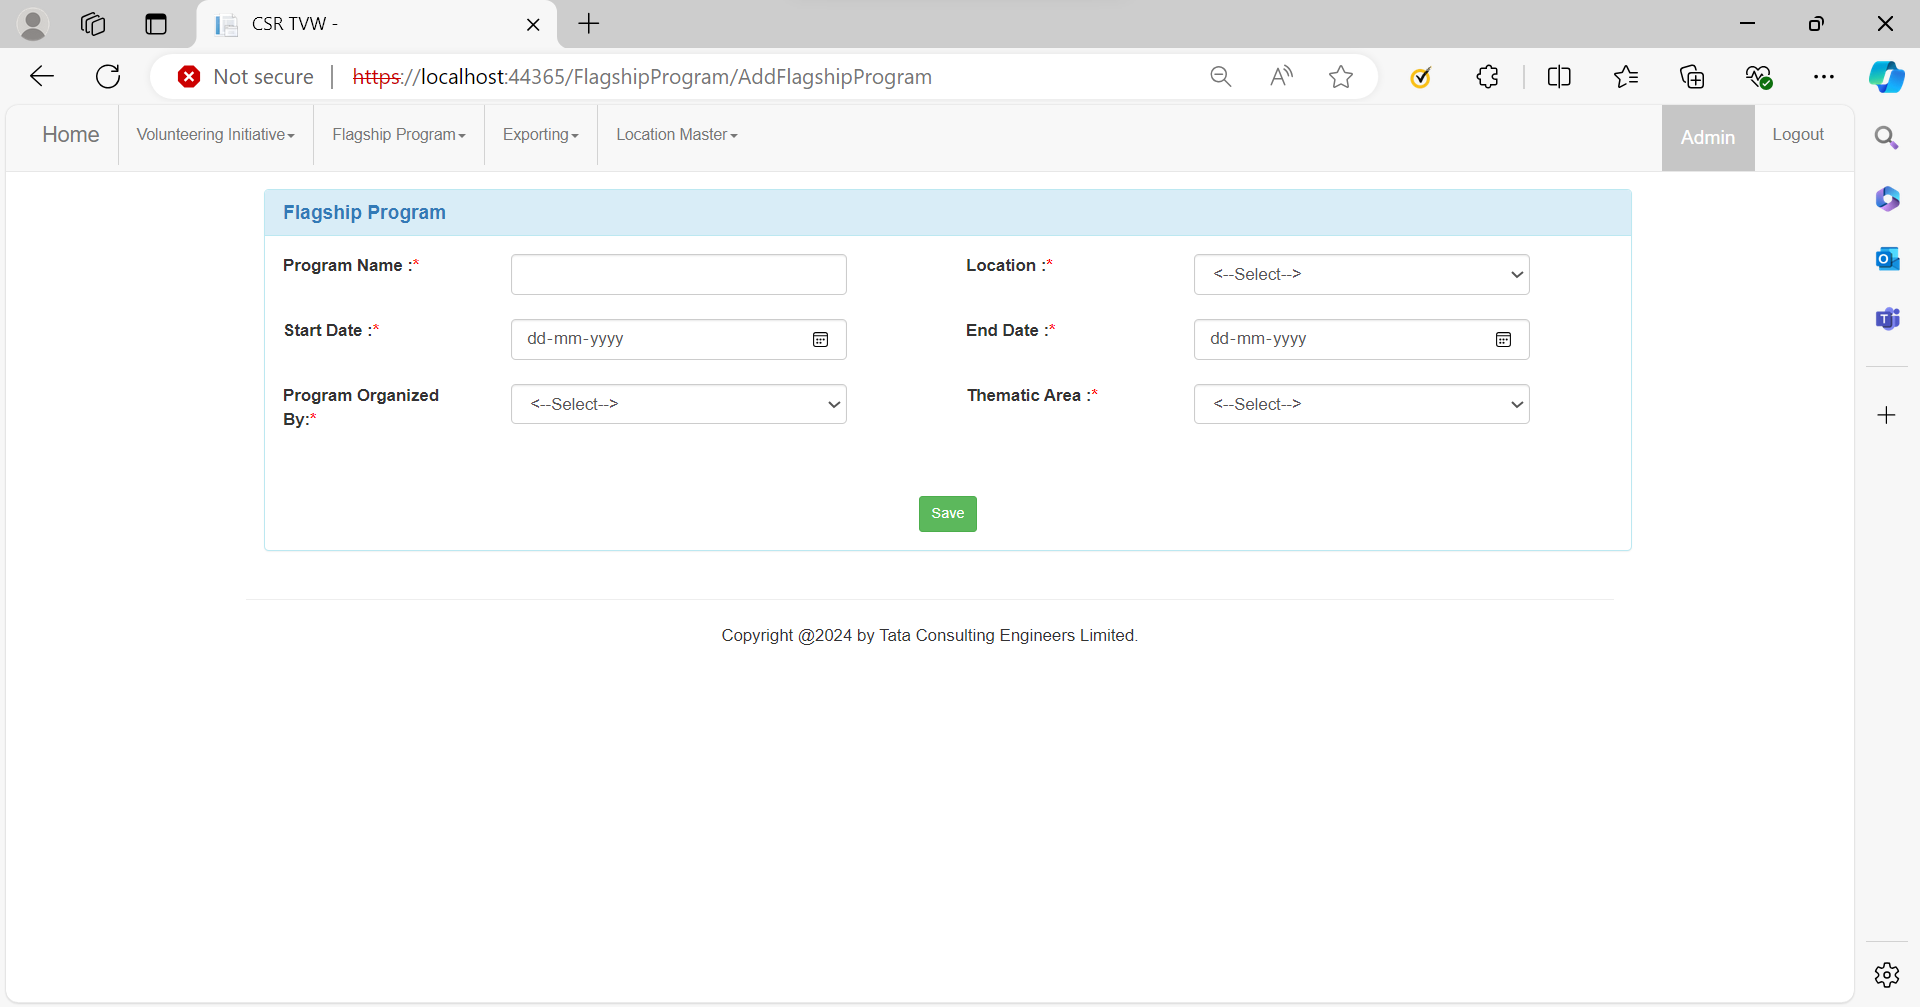 CSR TVW -
Not secure https://localhost:44365/FlagshipProgram/AddFlagshipProgram
Home Volunteering Initiative Flagship Program Exporting Location Master Admin Logout
Flagship Program
Program Name :* Location :* <--Select-->
Start Date :* dd-mm-yyyy End Date :* dd-mm-yyyy
Program Organized By:* <--Select--> Thematic Area :* <--Select-->
Save
Copyright @2024 by Tata Consulting Engineers Limited.